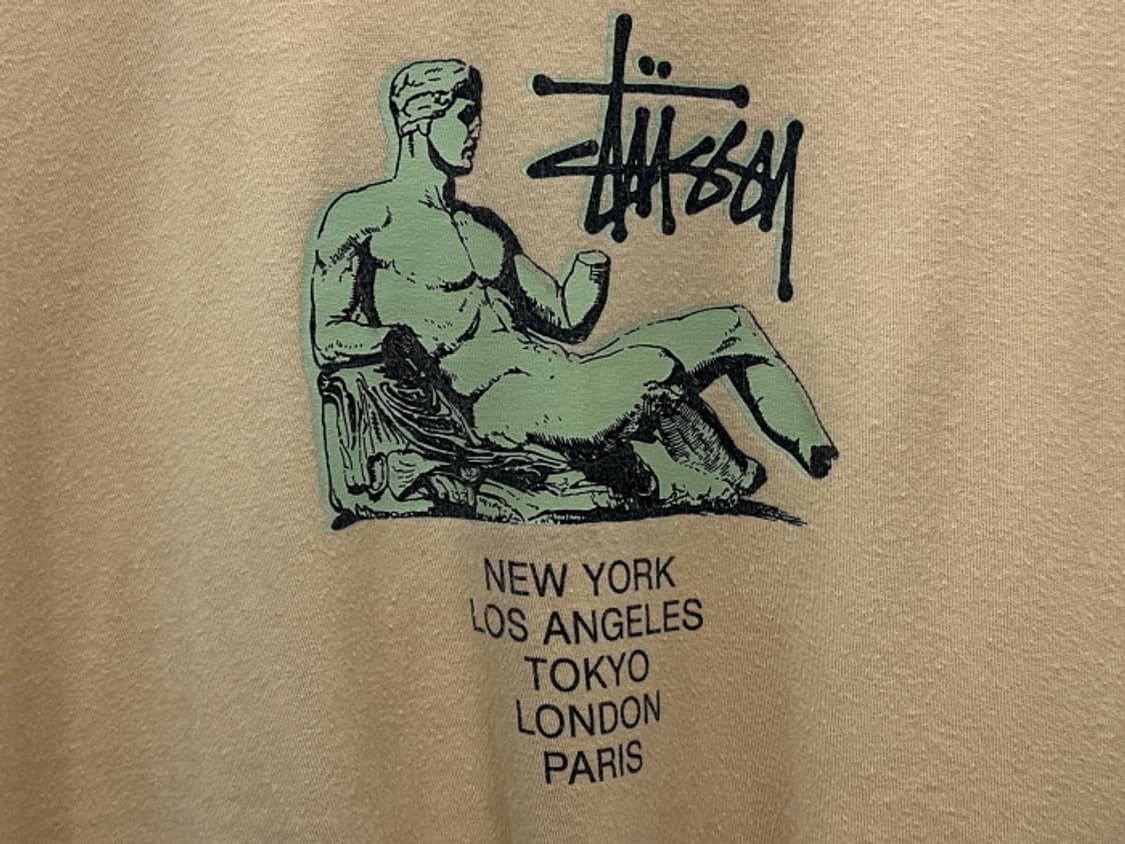 stüssy
NEW YORK
LOS ANGELES
TOKYO
LONDON
PARIS